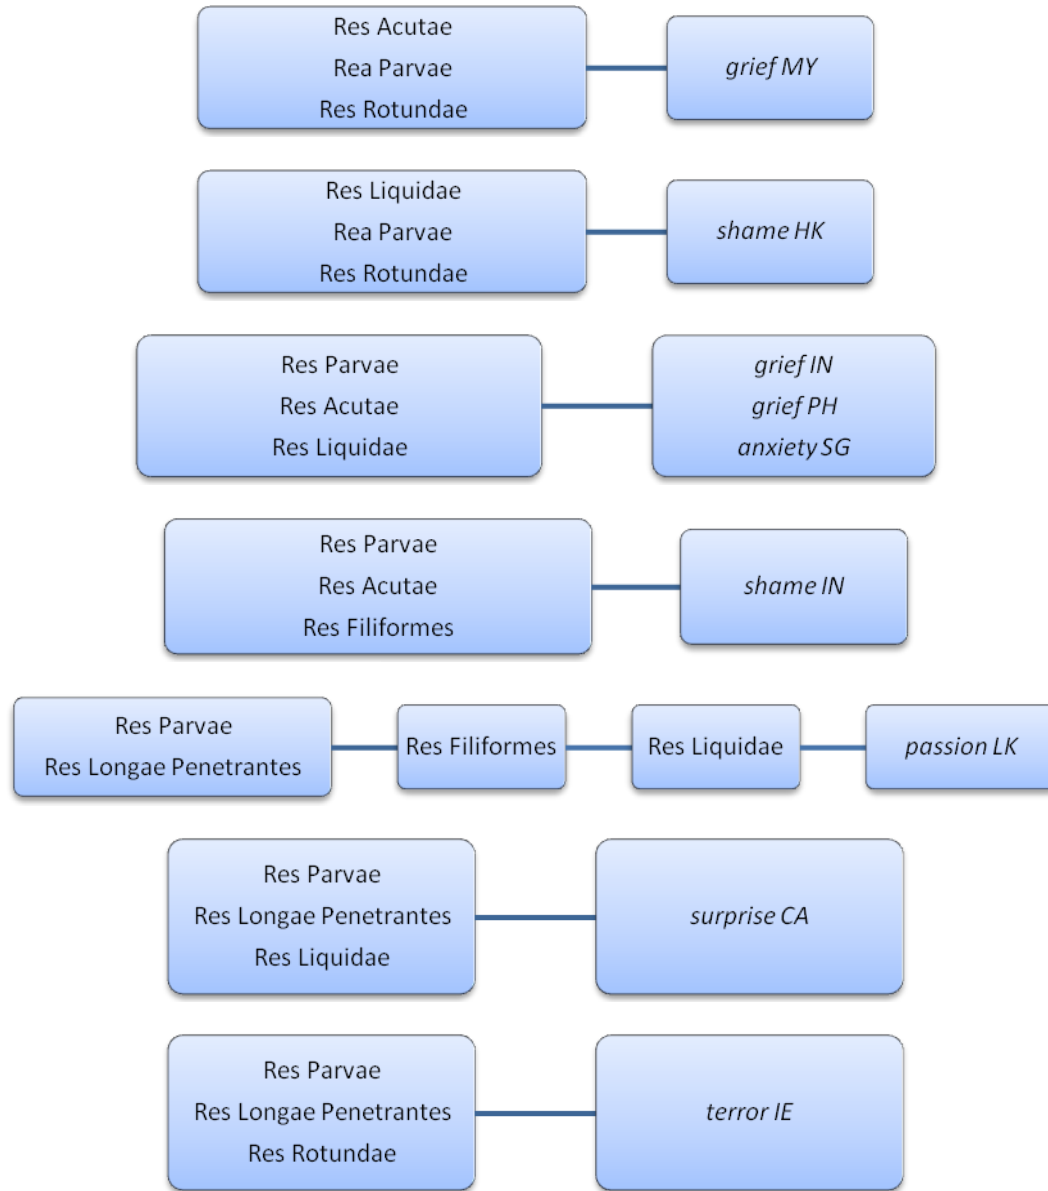 Res Acutae
Rea Parvae
Res Rotundae
grief MY
Res Liquidae
Rea Parvae
Res Rotundae
shame HK
Res Parvae
Res Acutae
Res Liquidae
grief IN
grief PH
anxiety SG
Res Parvae
Res Acutae
Res Filiformes
shame IN
Res Parvae
Res Longae Penetrantes
Res Filiformes
Res Liquidae
passion LK
Res Parvae
Res Longae Penetrantes
Res Liquidae
surprise CA
Res Parvae
Res Longae Penetrantes
Res Rotundae
terror IE